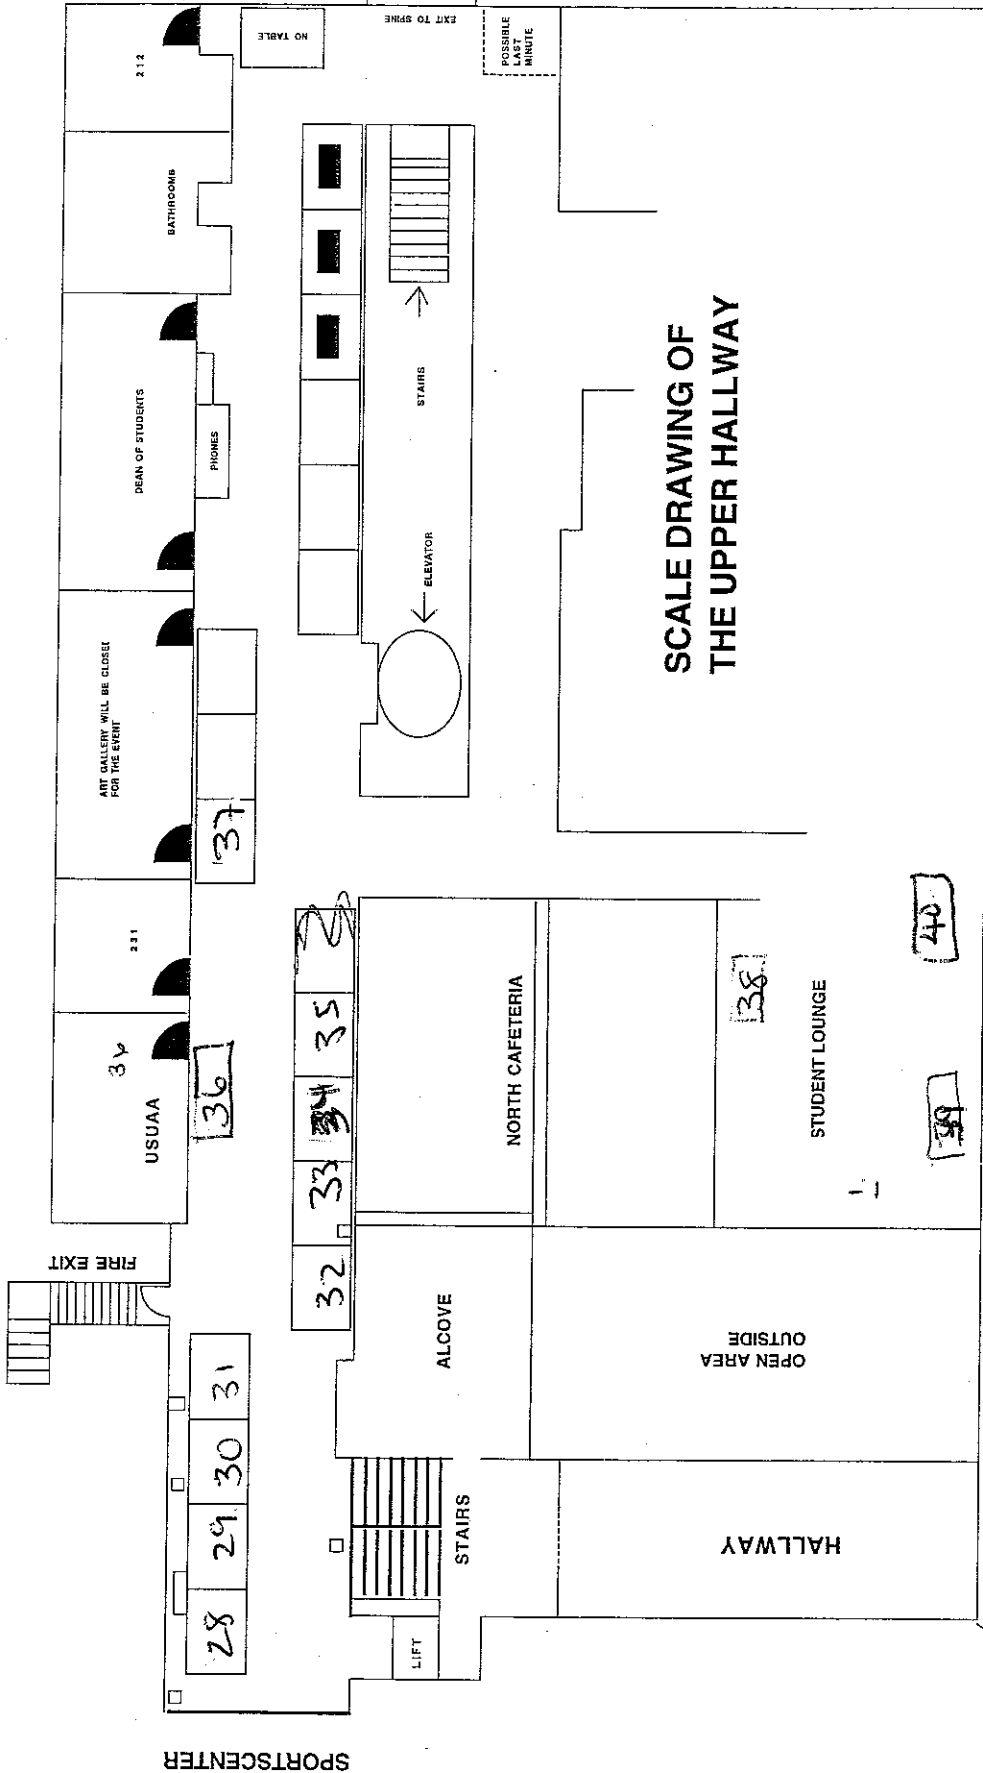 SPORTSCENTER
FIRE EXIT
USUAA
36
231
ART GALLERY WILL BE CLOSED
FOR THE EVENT
DEAN OF STUDENTS
BATHROOMS
212
28
29
30
31
36
37
PHONES
NO TABLE
32
33
34
35
EXIT TO SPINE
LIFT
STAIRS
ALCOVE
NORTH CAFETERIA
ELEVATOR
STAIRS
POSSIBLE
LAST
MINUTE
HALLWAY
OPEN AREA
OUTSIDE
STUDENT LOUNGE
38
39
40
SCALE DRAWING OF
THE UPPER HALLWAY